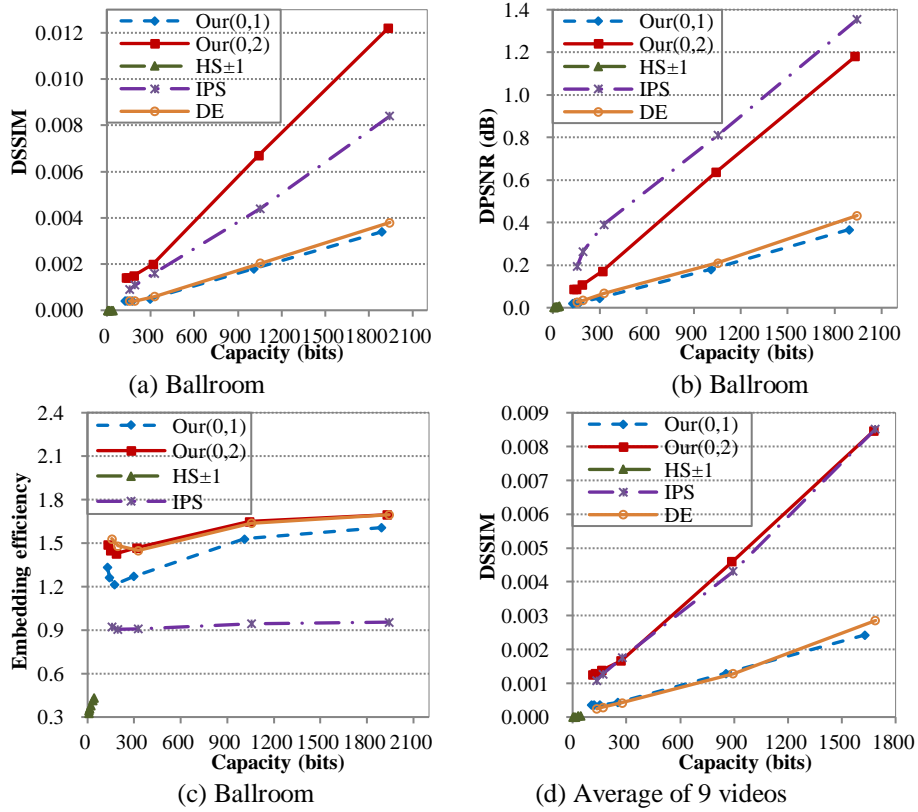 Our(0,1)
Our(0,2)
HS±1
IPS
DE
DSSIM
0.012
0.010
0.008
0.006
0.004
0.002
0.000
0 300 600 900 1200 1500 1800 2100
Capacity (bits)
(a) Ballroom
Our(0,1)
Our(0,2)
HS±1
IPS
DE
DPSNR (dB)
1.4
1.2
1.0
0.8
0.6
0.4
0.2
0.0
0 300 600 900 1200 1500 1800 2100
Capacity (bits)
(b) Ballroom
Our(0,1)
Our(0,2)
HS±1
IPS
Embedding efficiency
2.4
2.1
1.8
1.5
1.2
0.9
0.6
0.3
0 300 600 900 1200 1500 1800 2100
Capacity (bits)
(c) Ballroom
Our(0,1)
Our(0,2)
HS±1
IPS
DE
DSSIM
0.009
0.008
0.007
0.006
0.005
0.004
0.003
0.002
0.001
0.000
0 300 600 900 1200 1500 1800
Capacity (bits)
(d) Average of 9 videos